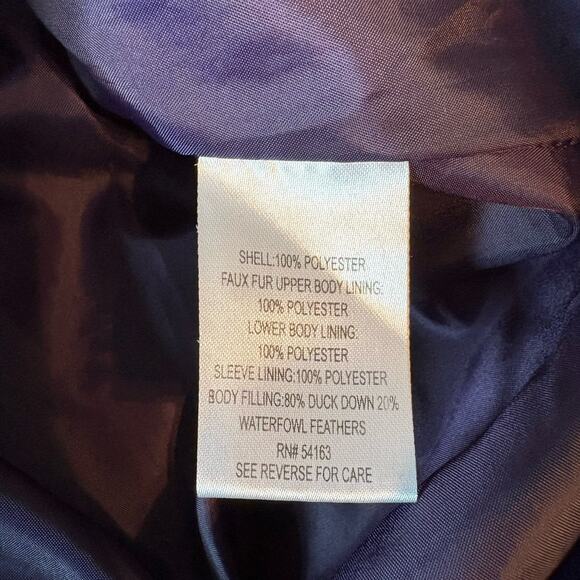 SHELL:100% POLYESTER
FAUX FUR UPPER BODY LINING:
100% POLYESTER
LOWER BODY LINING:
100% POLYESTER
SLEEVE LINING:100% POLYESTER
BODY FILLING:80% DUCK DOWN 20%
WATERFOWL FEATHERS
RN# 54163
SEE REVERSE FOR CARE